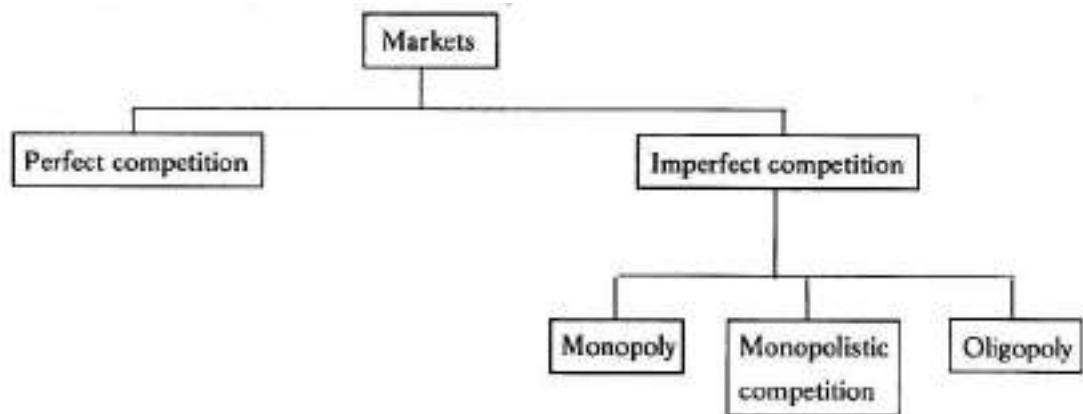 Markets
Perfect competition
Imperfect competition
Monopoly
Monopolistic
competition
Oligopoly